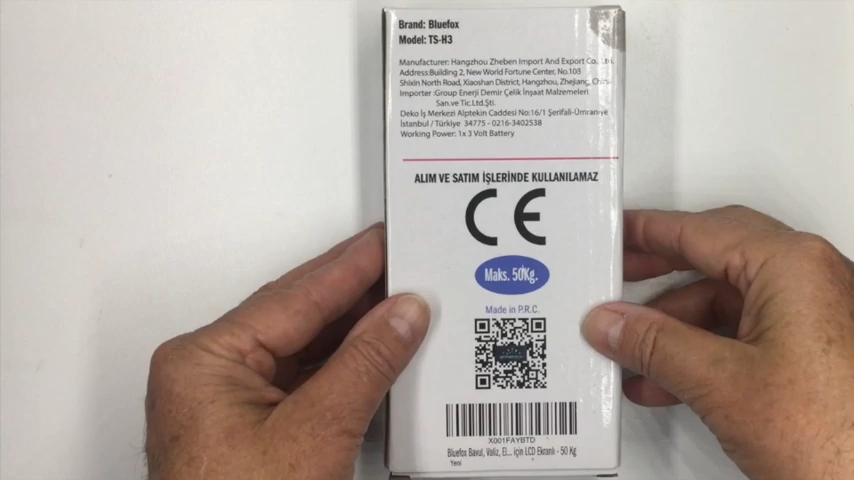 Brand: Bluefox
Model: TS-H3
Manufacturer: Hangzhou Zheben Import And Export Co., Ltd.
Address:Building 2, New World Fortune Center, No.103
Shixin North Road, Xiaoshan District, Hangzhou, Zhejiang, China
Importer :Group Enerji Demir Çelik İnşaat Malzemeleri
San.ve Tic.Ltd.Şti.
Deko İş Merkezi Alptekin Caddesi No:16/1 Şerifali-Ümraniye
İstanbul / Türkiye 34775 - 0216-3402538
Working Power: 1x 3 Volt Battery
ALIM VE SATIM İŞLERİNDE KULLANILAMAZ
CE
Maks. 50Kg.
Made in P.R.C.
X001FAYBTD
Bluefox Bavul, Valiz, El... için LCD Ekranlı - 50 Kg
Yeni